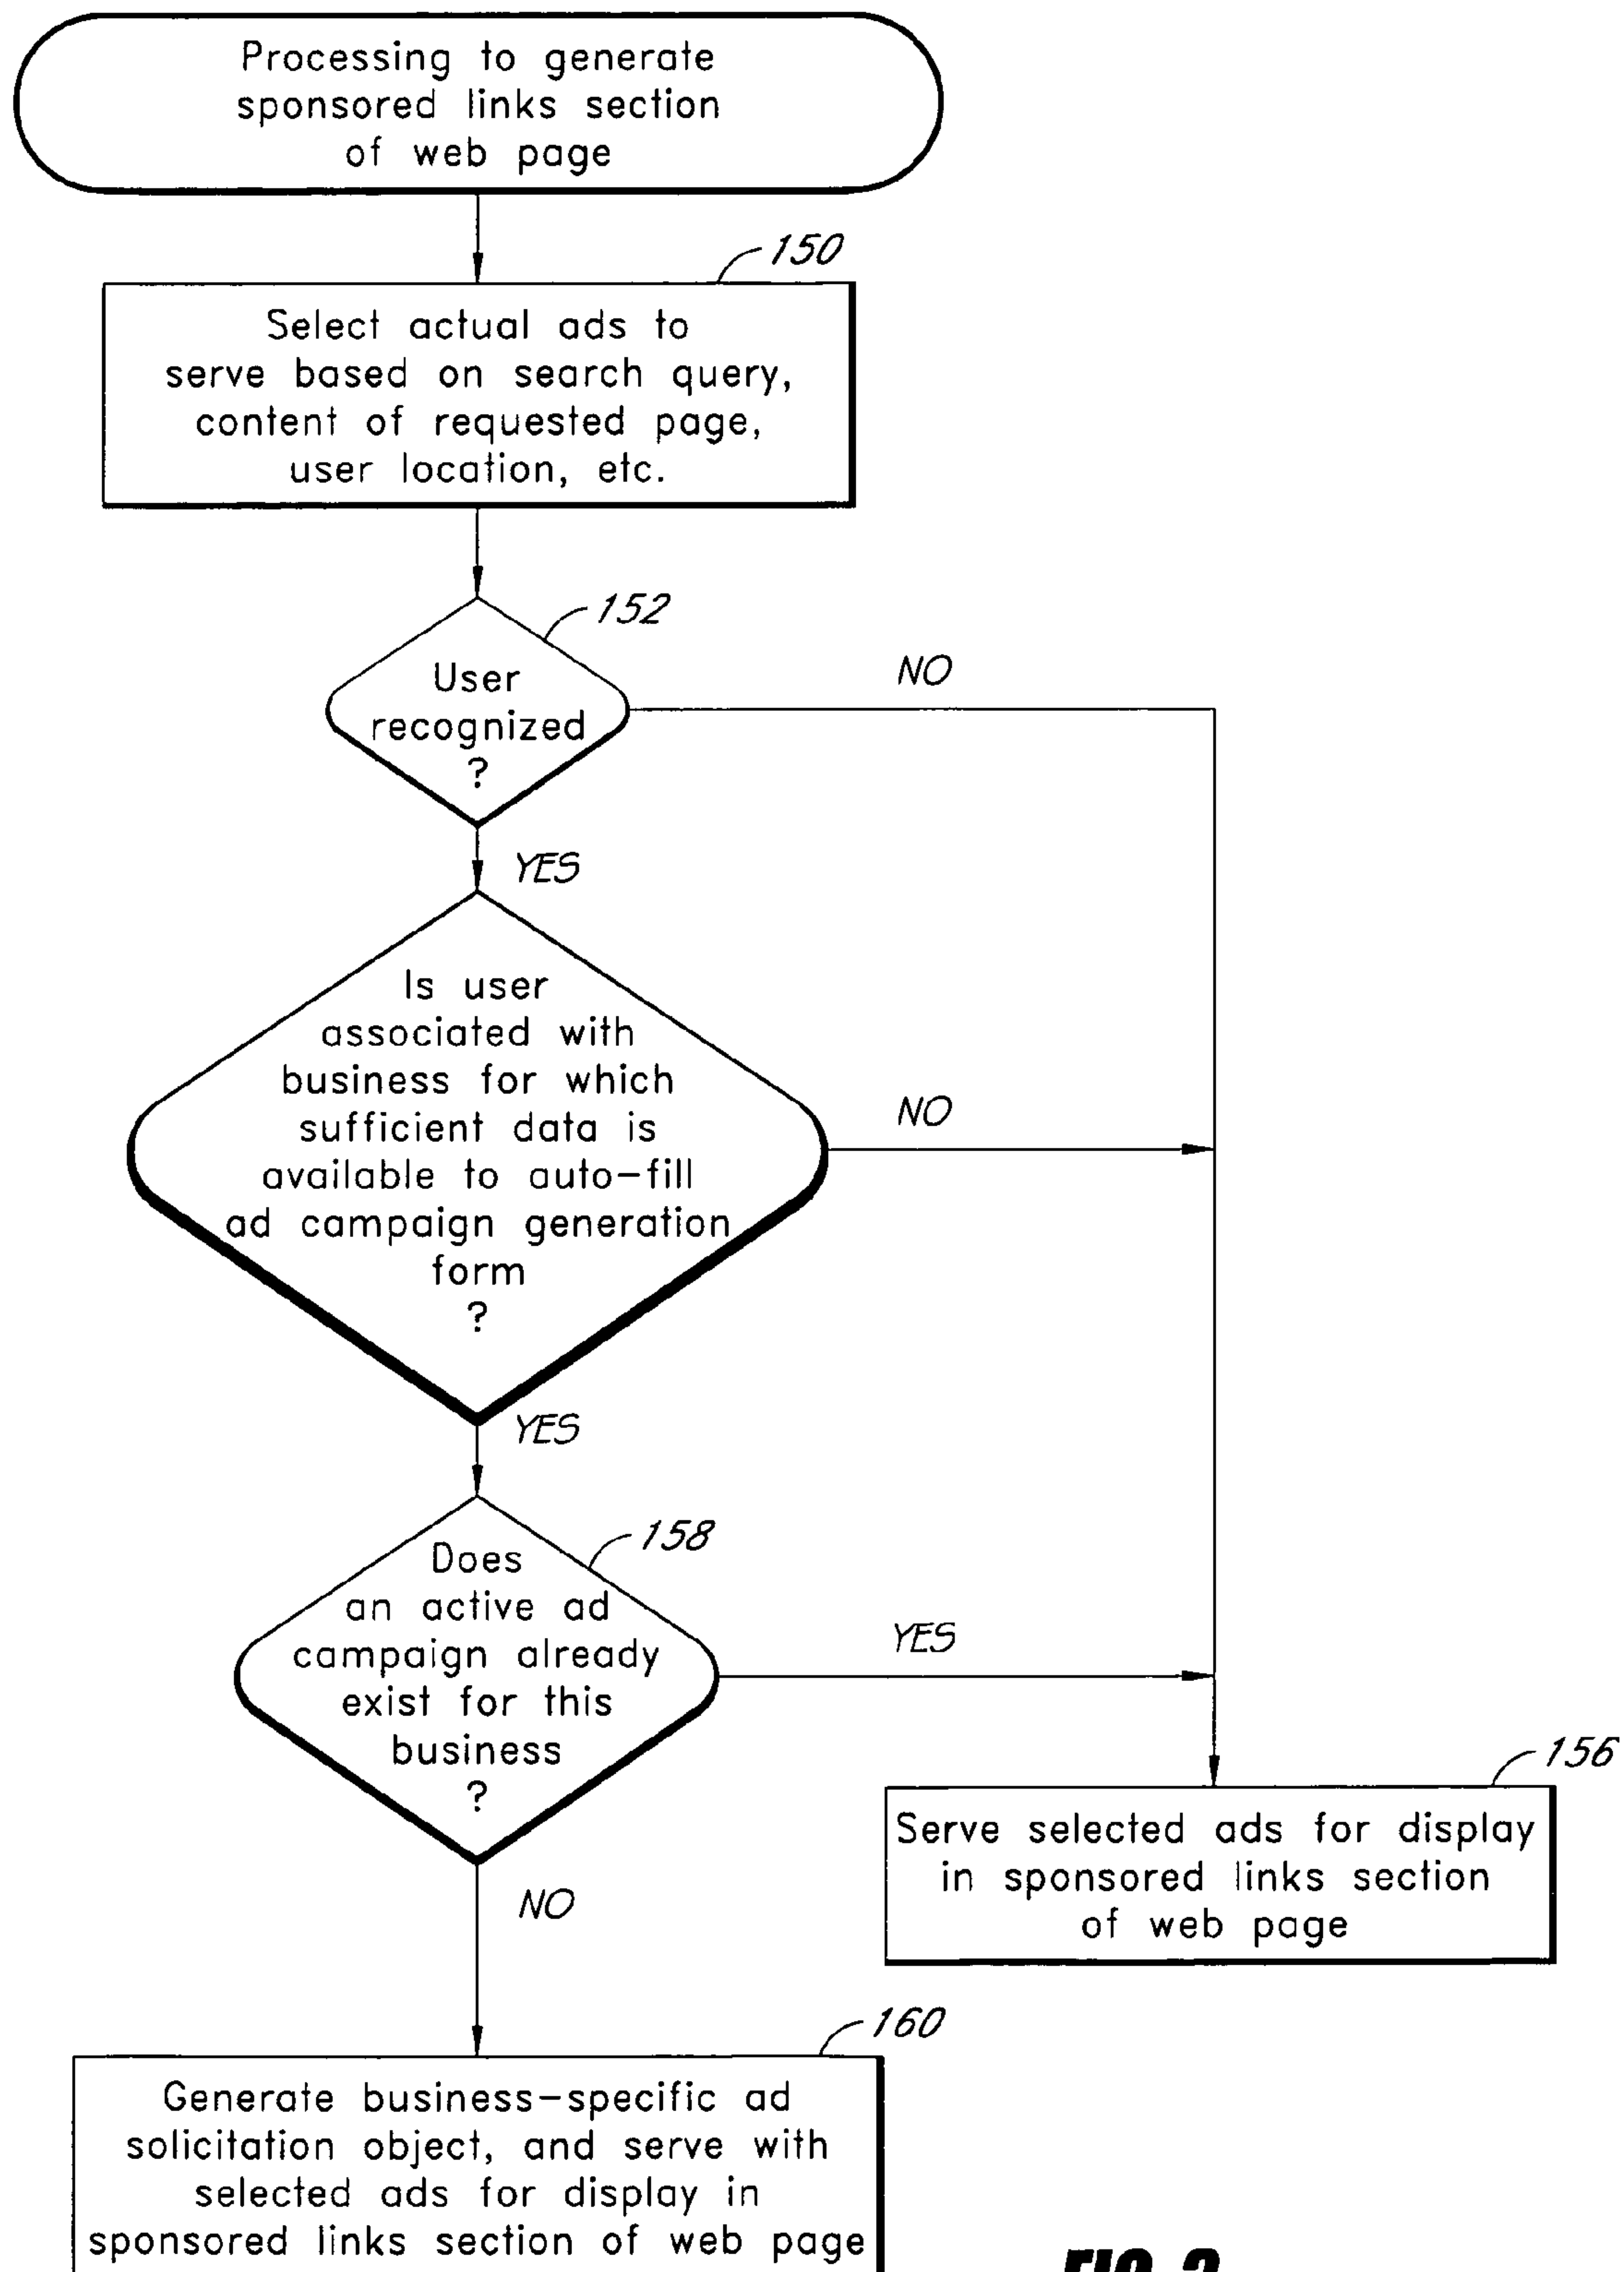 Processing to generate
sponsored links section
of web page
150
Select actual ads to
serve based on search query,
content of requested page,
user location, etc.
152
User
recognized
?
NO
YES
Is user
associated with
business for which
sufficient data is
available to auto-fill
ad campaign generation
form
?
NO
YES
158
Does
an active ad
campaign already
exist for this
business
?
YES
NO
156
Serve selected ads for display
in sponsored links section
of web page
160
Generate business-specific ad
solicitation object, and serve with
selected ads for display in
sponsored links section of web page